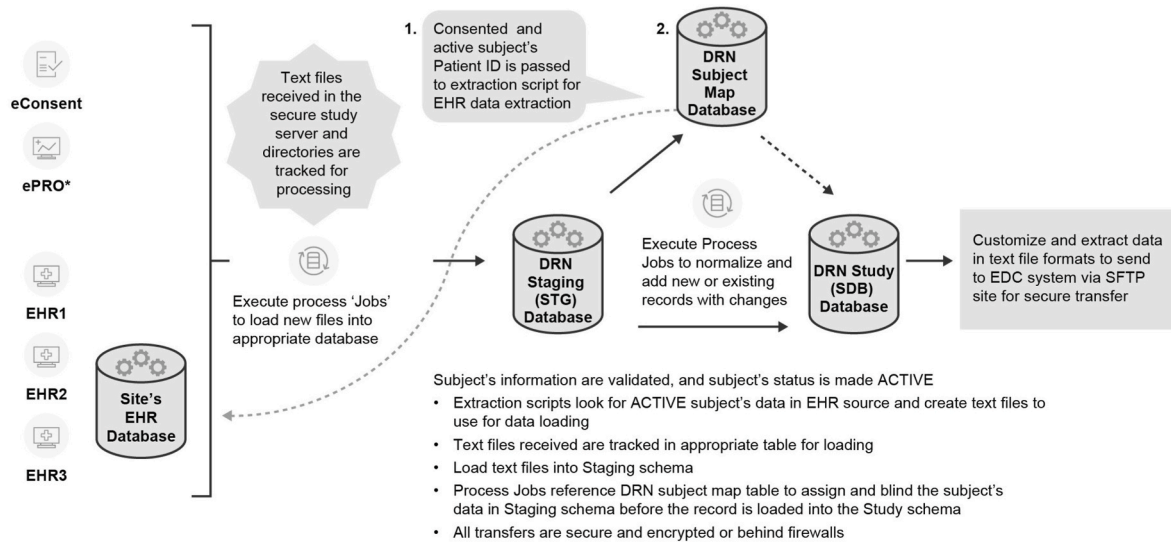 eConsent
ePRO*
EHR1
EHR2
EHR3
Site's
EHR
Database
Text files
received in the
secure study
server and
directories are
tracked for
processing
Execute process 'Jobs'
to load new files into
appropriate database
1.
Consented and
active subject's
Patient ID is passed
to extraction script for
EHR data extraction
2.
DRN
Subject
Map
Database
DRN
Staging
(STG)
Database
Execute Process
Jobs to normalize and
add new or existing
records with changes
DRN Study
(SDB)
Database
Customize and extract data
in text file formats to send
to EDC system via SFTP
site for secure transfer
Subject's information are validated, and subject's status is made ACTIVE
• Extraction scripts look for ACTIVE subject's data in EHR source and create text files to
use for data loading
• Text files received are tracked in appropriate table for loading
• Load text files into Staging schema
• Process Jobs reference DRN subject map table to assign and blind the subject's
data in Staging schema before the record is loaded into the Study schema
• All transfers are secure and encrypted or behind firewalls